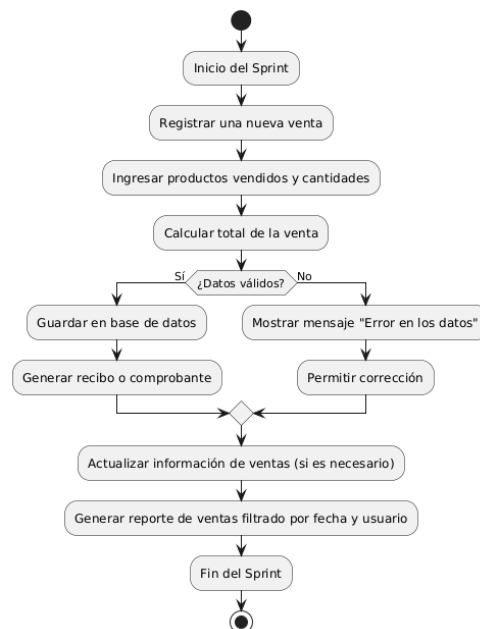 Inicio del Sprint
Registrar una nueva venta
Ingresar productos vendidos y cantidades
Calcular total de la venta
Sí
¿Datos válidos?
No
Guardar en base de datos
Mostrar mensaje "Error en los datos"
Generar recibo o comprobante
Permitir corrección
Actualizar información de ventas (si es necesario)
Generar reporte de ventas filtrado por fecha y usuario
Fin del Sprint